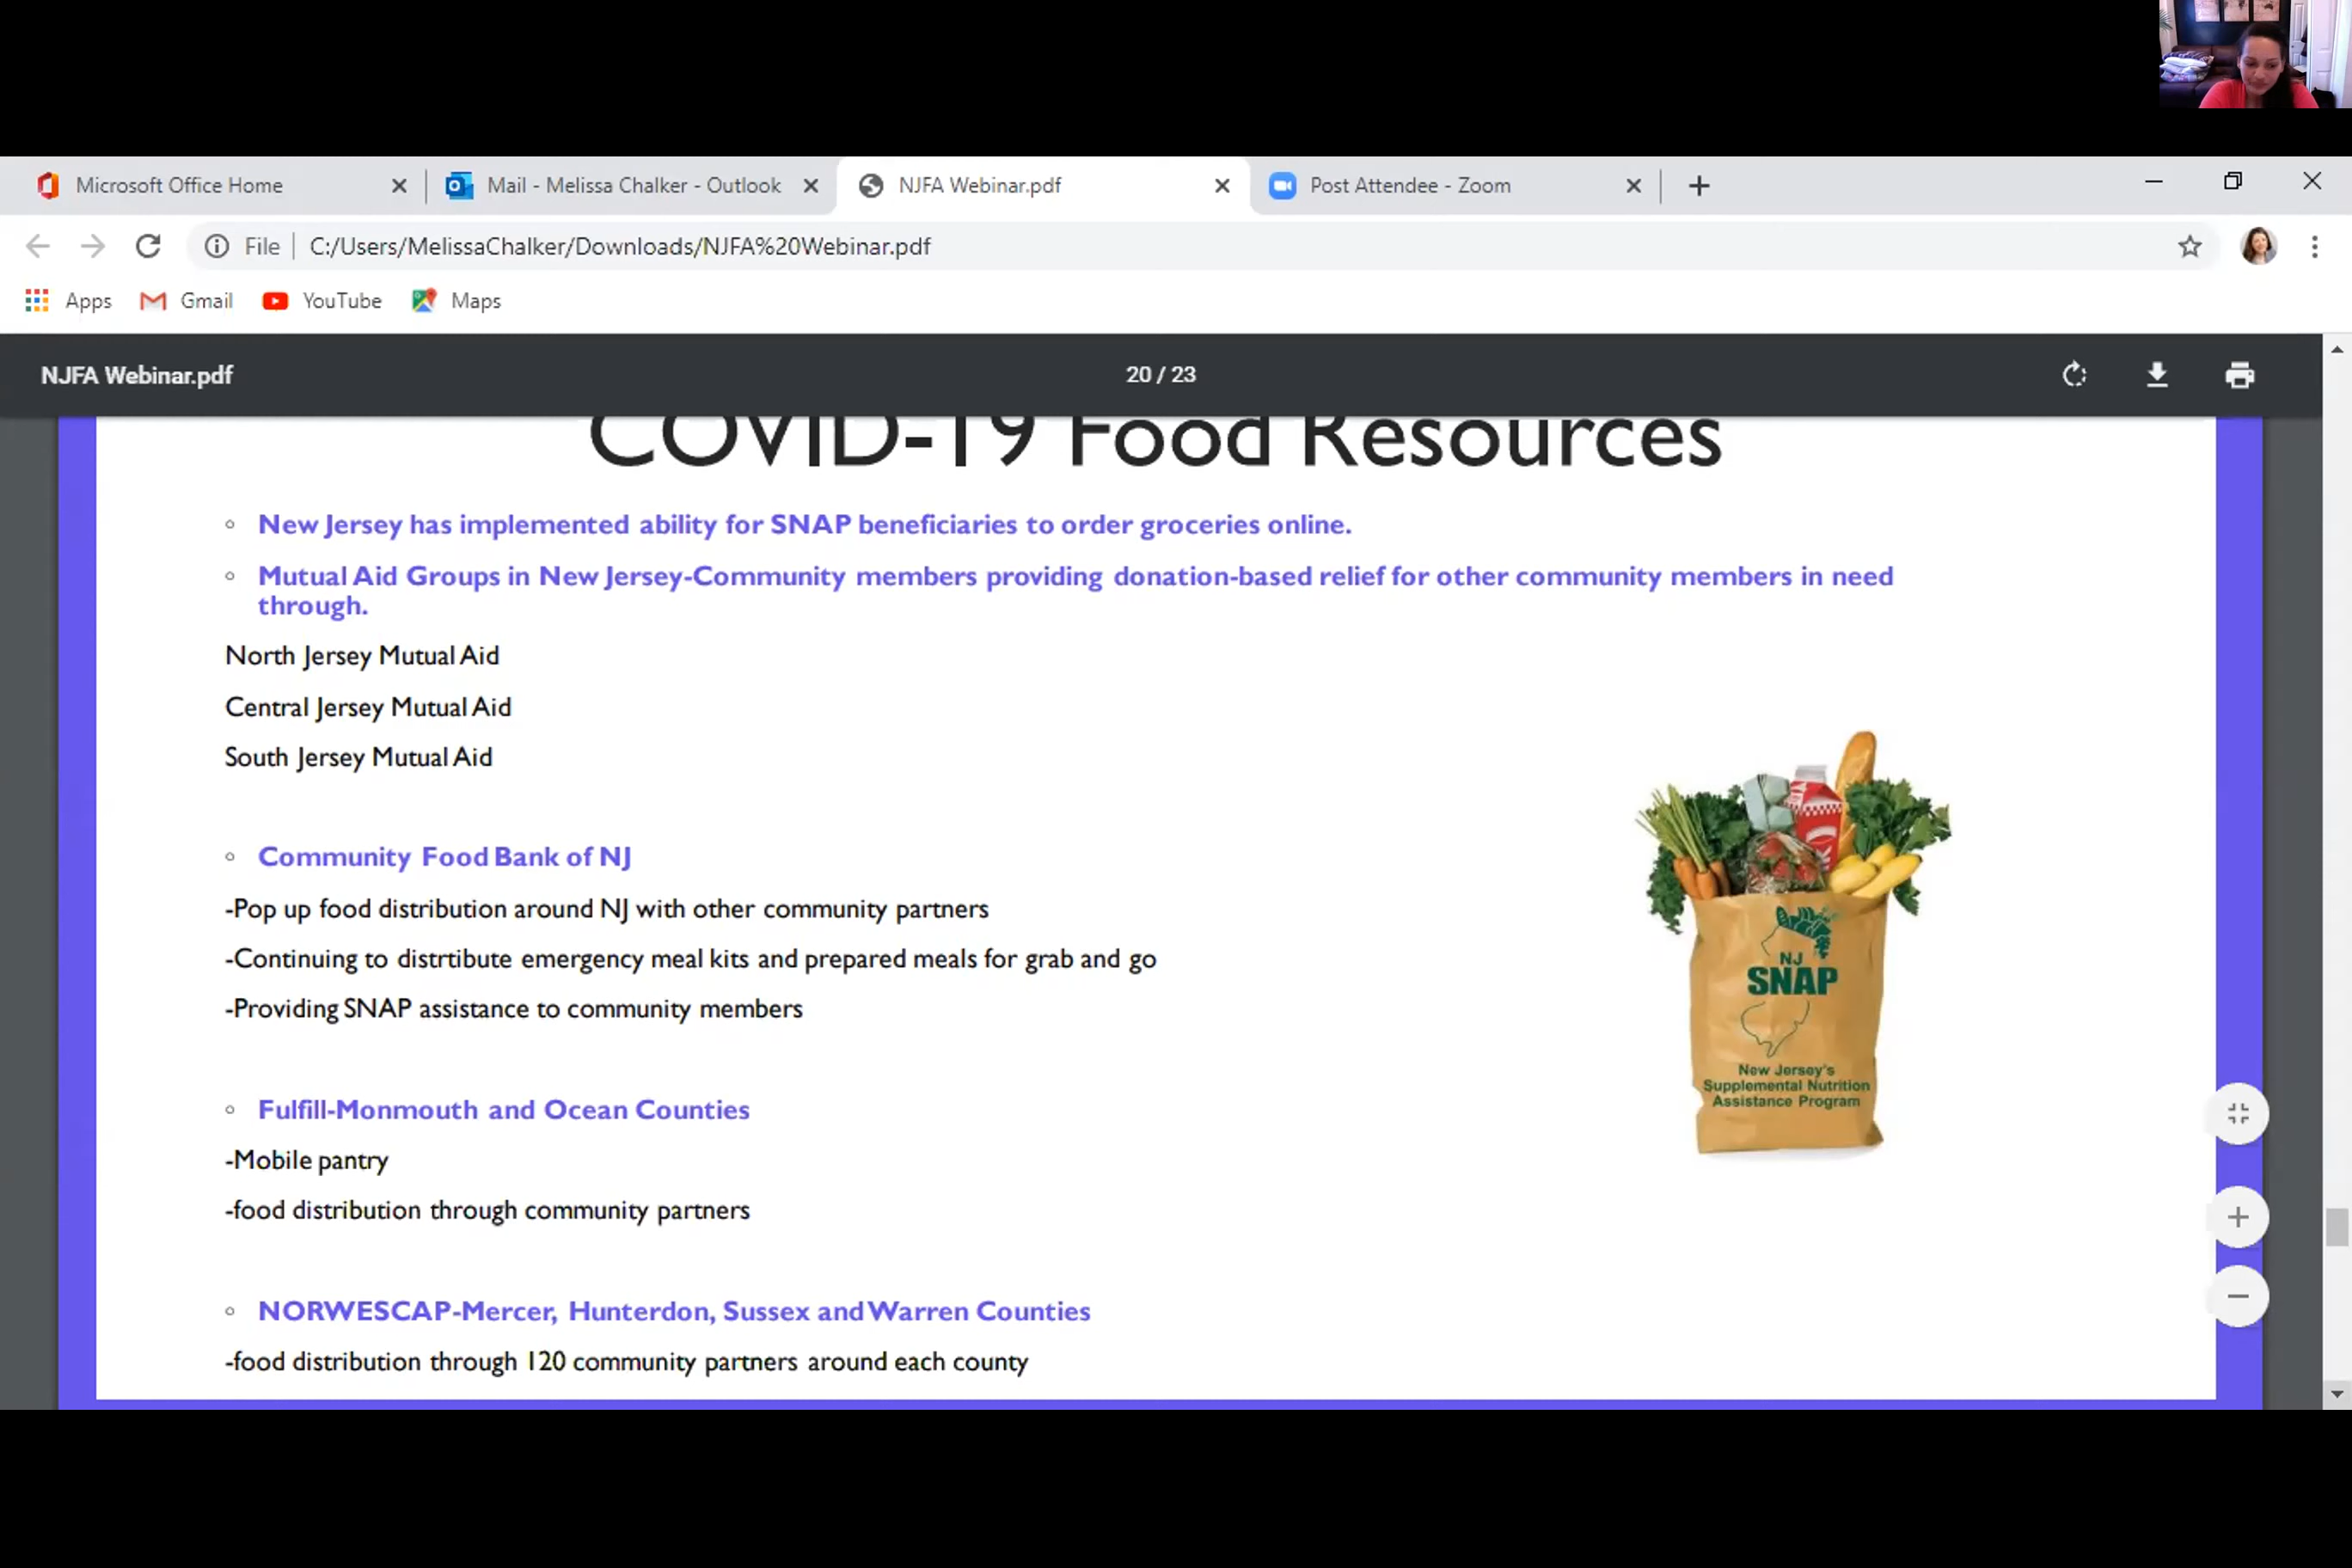 Microsoft Office Home
Mail - Melissa Chalker - Outlook
NJFA Webinar.pdf
Post Attendee - Zoom
File
C:/Users/MelissaChalker/Downloads/NJFA%20Webinar.pdf
Apps
Gmail
YouTube
Maps
NJFA Webinar.pdf
20 / 23
COVID-19 Food Resources
New Jersey has implemented ability for SNAP beneficiaries to order groceries online.
Mutual Aid Groups in New Jersey-Community members providing donation-based relief for other community members in need
through.
North Jersey Mutual Aid
Central Jersey Mutual Aid
South Jersey Mutual Aid
Community Food Bank of NJ
-Pop up food distribution around NJ with other community partners
-Continuing to distrtibute emergency meal kits and prepared meals for grab and go
-Providing SNAP assistance to community members
NJ
SNAP
New Jersey's
Supplemental Nutrition
Assistance Program
Fulfill-Monmouth and Ocean Counties
-Mobile pantry
-food distribution through community partners
NORWESCAP-Mercer, Hunterdon, Sussex and Warren Counties
-food distribution through 120 community partners around each county